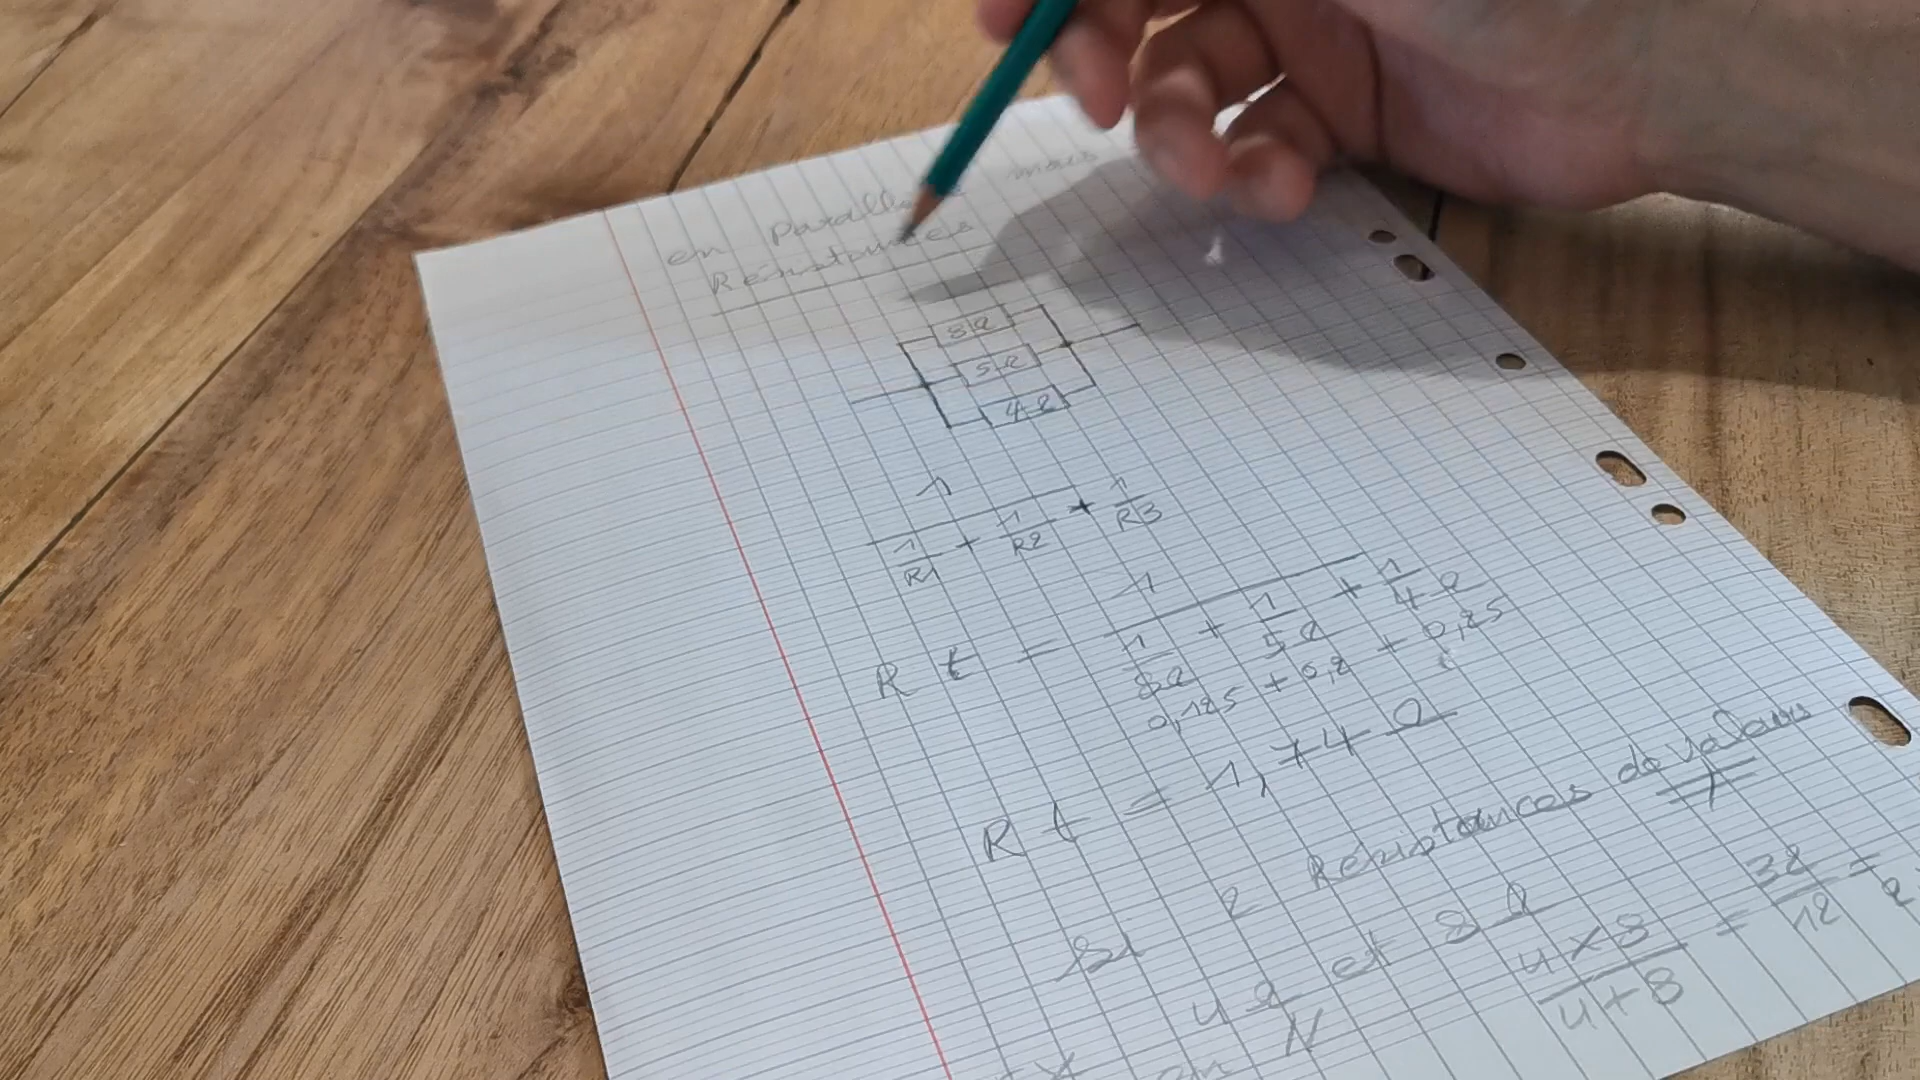 en mais
Résistances
8Ω
5Ω
4Ω
1
1/R1 + 1/R2 + 1/R3
1
Rt = 1/8Ω + 1/5Ω + 1/4Ω
0,125 + 0,2 + 0,25
Rt = 1,74 Ω
Si 2 Résistances de valeurs ≠
4Ω et 8Ω 4×8/4+8 = 32/12 =